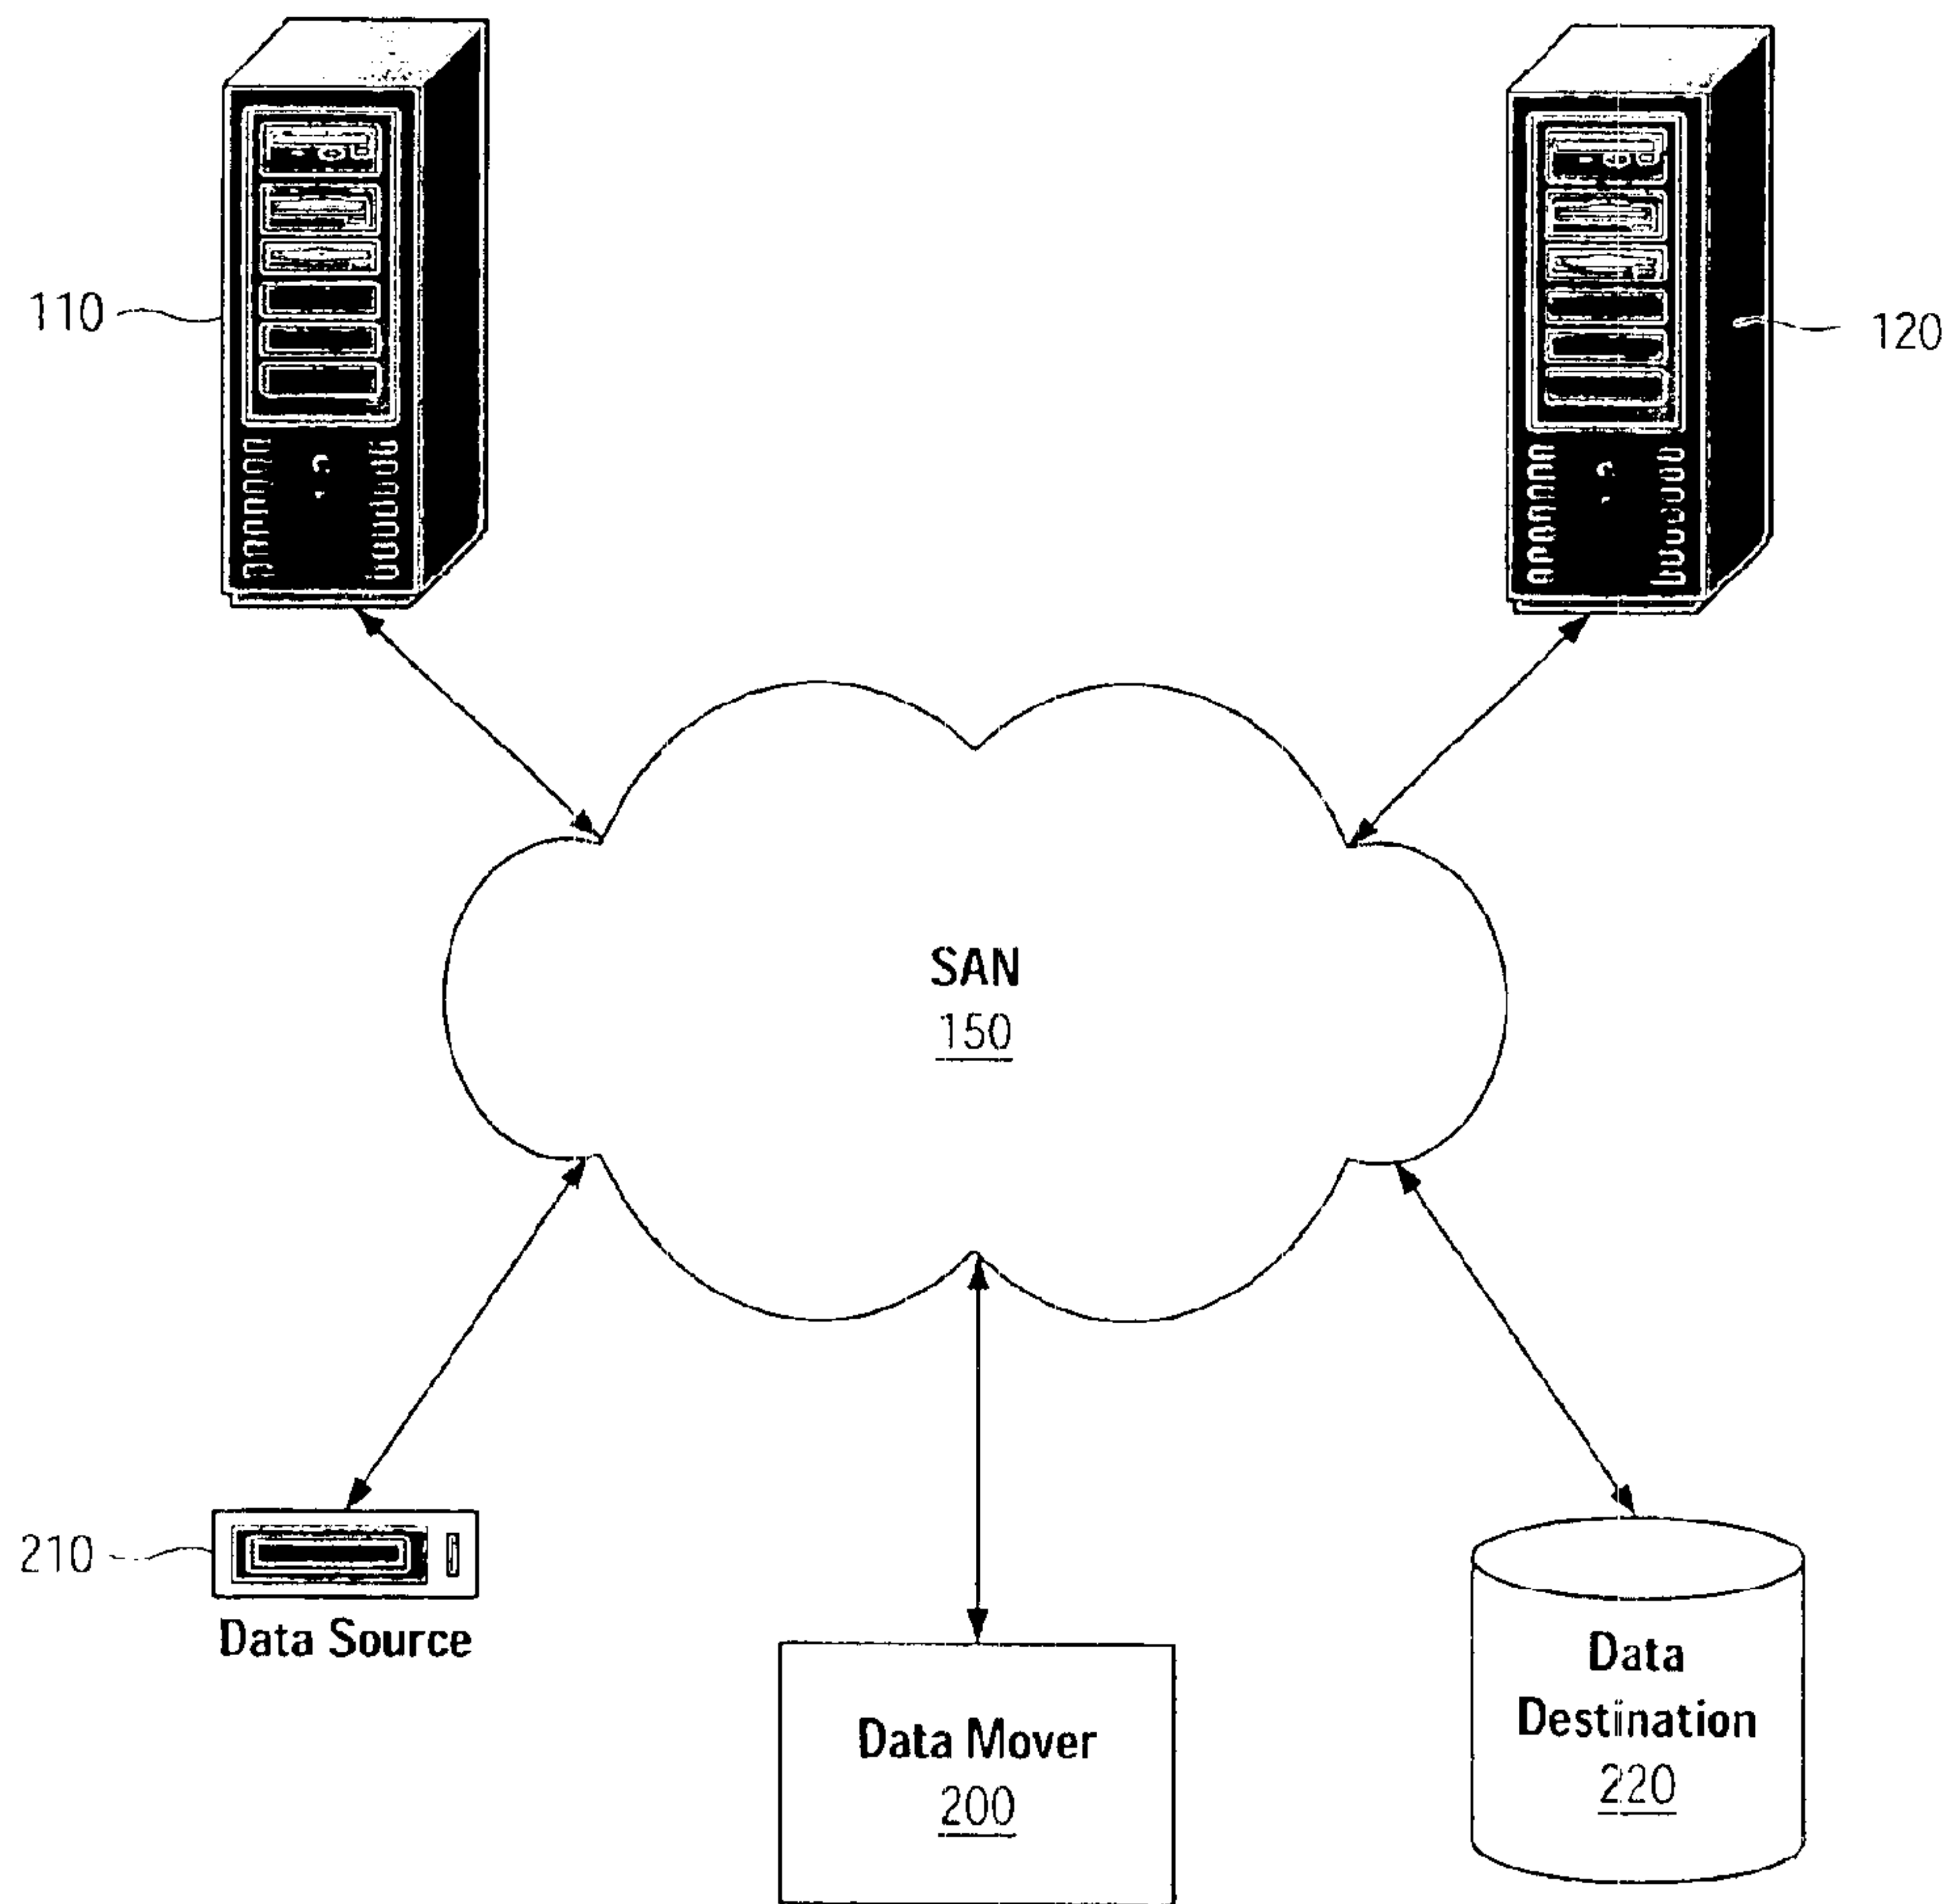 110
120
SAN
150
210
Data Source
Data Mover
200
Data
Destination
220